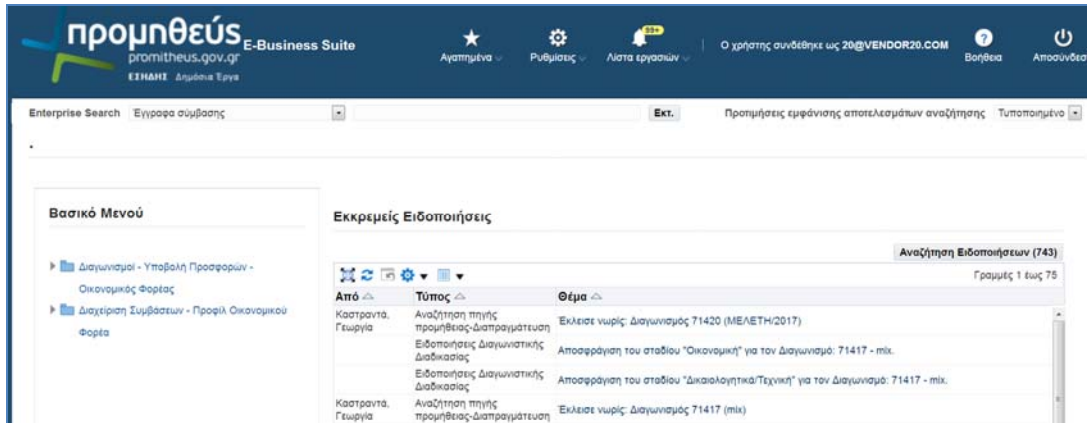 προμηθεύς E-Business Suite
promitheus.gov.gr
ΕΣΗΔΗΣ Δημόσια Έργα
Αγαπημένα
Ρυθμίσεις
99+
Λίστα εργασιών
Ο χρήστης συνδέθηκε ως 20@VENDOR20.COM
Βοήθεια
Αποσύνδεσ
Enterprise Search Έγγραφα σύμβασης Εκτ. Προτιμήσεις εμφάνισης αποτελεσμάτων αναζήτησης Τυποποιημένο
Βασικό Μενού
Διαγωνισμοί - Υποβολή Προσφορών -
Οικονομικός Φορέας
Διαχείριση Συμβάσεων - Προφίλ Οικονομικού
Φορέα
Εκκρεμείς Ειδοποιήσεις
Αναζήτηση Ειδοποιήσεων (743)
Γραμμές 1 έως 75
Από Τύπος Θέμα
Καστραντά, Αναζήτηση πηγής
Γεωργία προμήθειας-Διαπραγμάτευση Έκλεισε νωρίς: Διαγωνισμός 71420 (ΜΕΛΕΤΗ/2017)
Ειδοποιήσεις Διαγωνιστικής
Διαδικασίας Αποσφράγιση του σταδίου "Οικονομική" για τον Διαγωνισμό: 71417 - mix.
Ειδοποιήσεις Διαγωνιστικής
Διαδικασίας Αποσφράγιση του σταδίου "Δικαιολογητικά/Τεχνική" για τον Διαγωνισμό: 71417 - mix.
Καστραντά, Αναζήτηση πηγής
Γεωργία προμήθειας-Διαπραγμάτευση Έκλεισε νωρίς: Διαγωνισμός 71417 (mix)